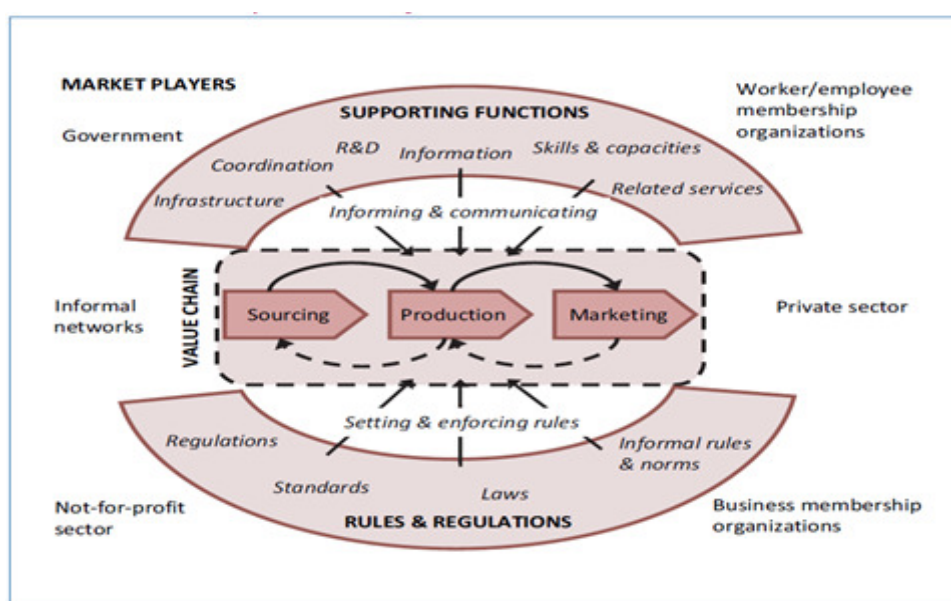 MARKET PLAYERS
Government
SUPPORTING FUNCTIONS
Worker/employee
membership
organizations
R&D
Information
Skills & capacities
Coordination
Infrastructure
Related services
Informing & communicating
VALUE CHAIN
Informal
networks
Sourcing
Production
Marketing
Private sector
Setting & enforcing rules
Regulations
Informal rules
& norms
Standards
Laws
Not-for-profit
sector
RULES & REGULATIONS
Business membership
organizations